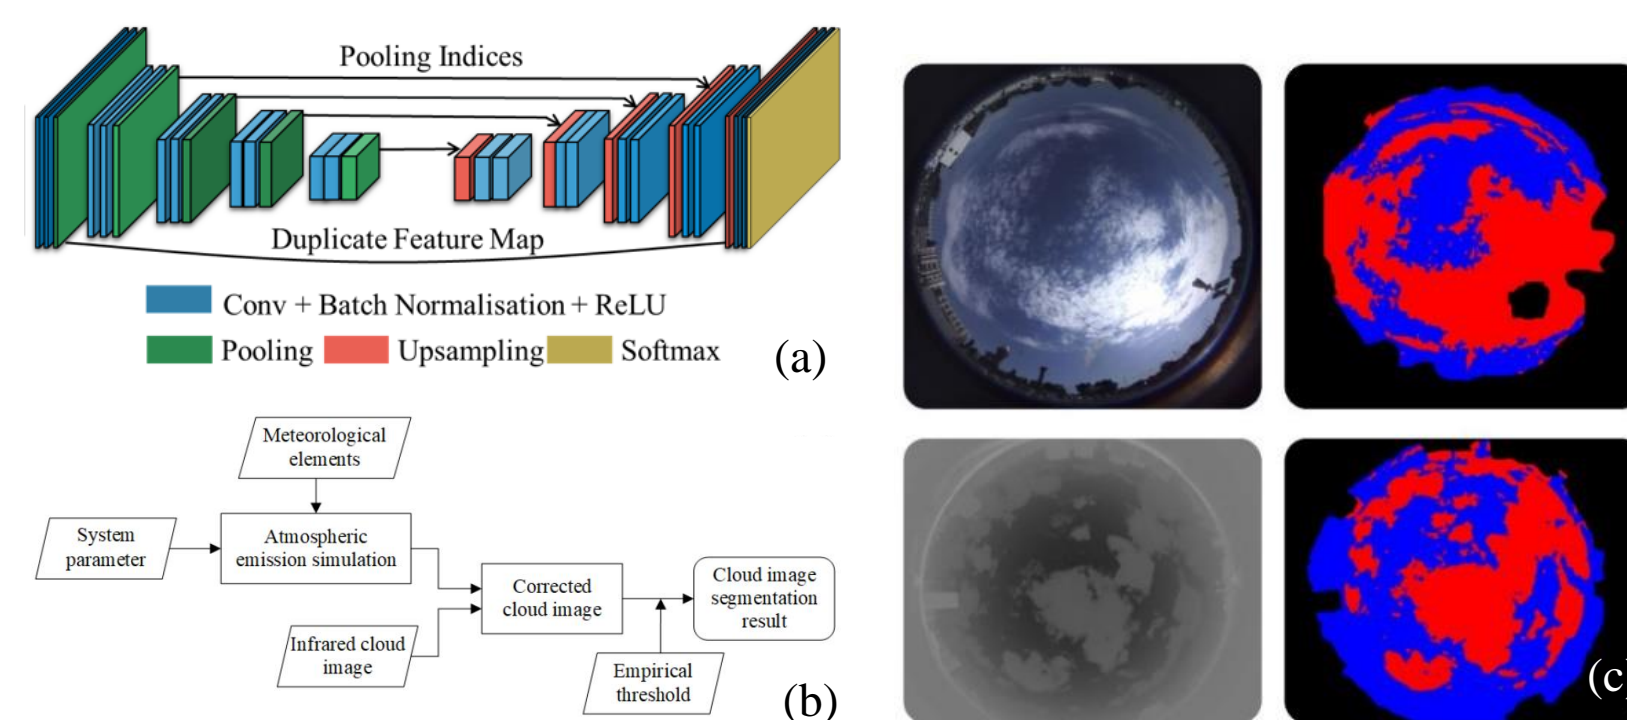 Pooling Indices
Duplicate Feature Map
Conv + Batch Normalisation + ReLU
Pooling
Upsampling
Softmax
(a)
Meteorological
elements
System
parameter
Atmospheric
emission simulation
Infrared cloud
image
Corrected
cloud image
Empirical
threshold
Cloud image
segmentation
result
(b)
(c)